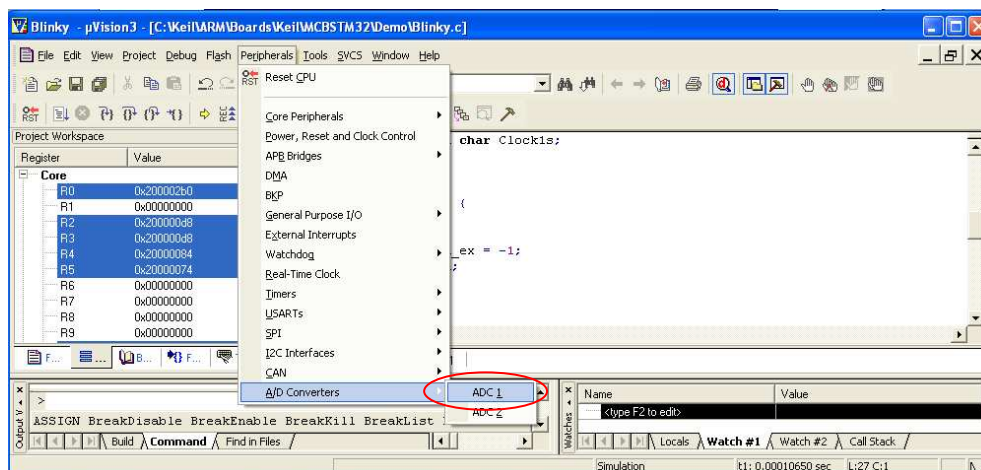 Blinky - µVision3 - [C:\Keil\ARM\Boards\Keil\MCBSTM32\Demo\Blinky.c]
File Edit View Project Debug Flash Peripherals Tools SVCS Window Help
Reset CPU
Core Peripherals
Power, Reset and Clock Control
APB Bridges
DMA
BKP
General Purpose I/O
External Interrupts
Watchdog
Real-Time Clock
Timers
USARTs
SPI
I2C Interfaces
CAN
A/D Converters
ADC 1
ADC 2
RST
Project Workspace
Register Value
Core
R0 0x200002b0
R1 0x00000000
R2 0x200000d8
R3 0x200000d8
R4 0x20000084
R5 0x20000074
R6 0x00000000
R7 0x00000000
R8 0x00000000
R9 0x00000000
F... ... B... {} F...
char Clock1s;
{
_ex = -1;
;
>
ASSIGN BreakDisable BreakEnable BreakKill BreakList
Build Command Find in Files
Output
Name Value
<type F2 to edit>
Locals Watch #1 Watch #2 Call Stack
Watches
Simulation t1: 0.00010650 sec L:27 C:1 N